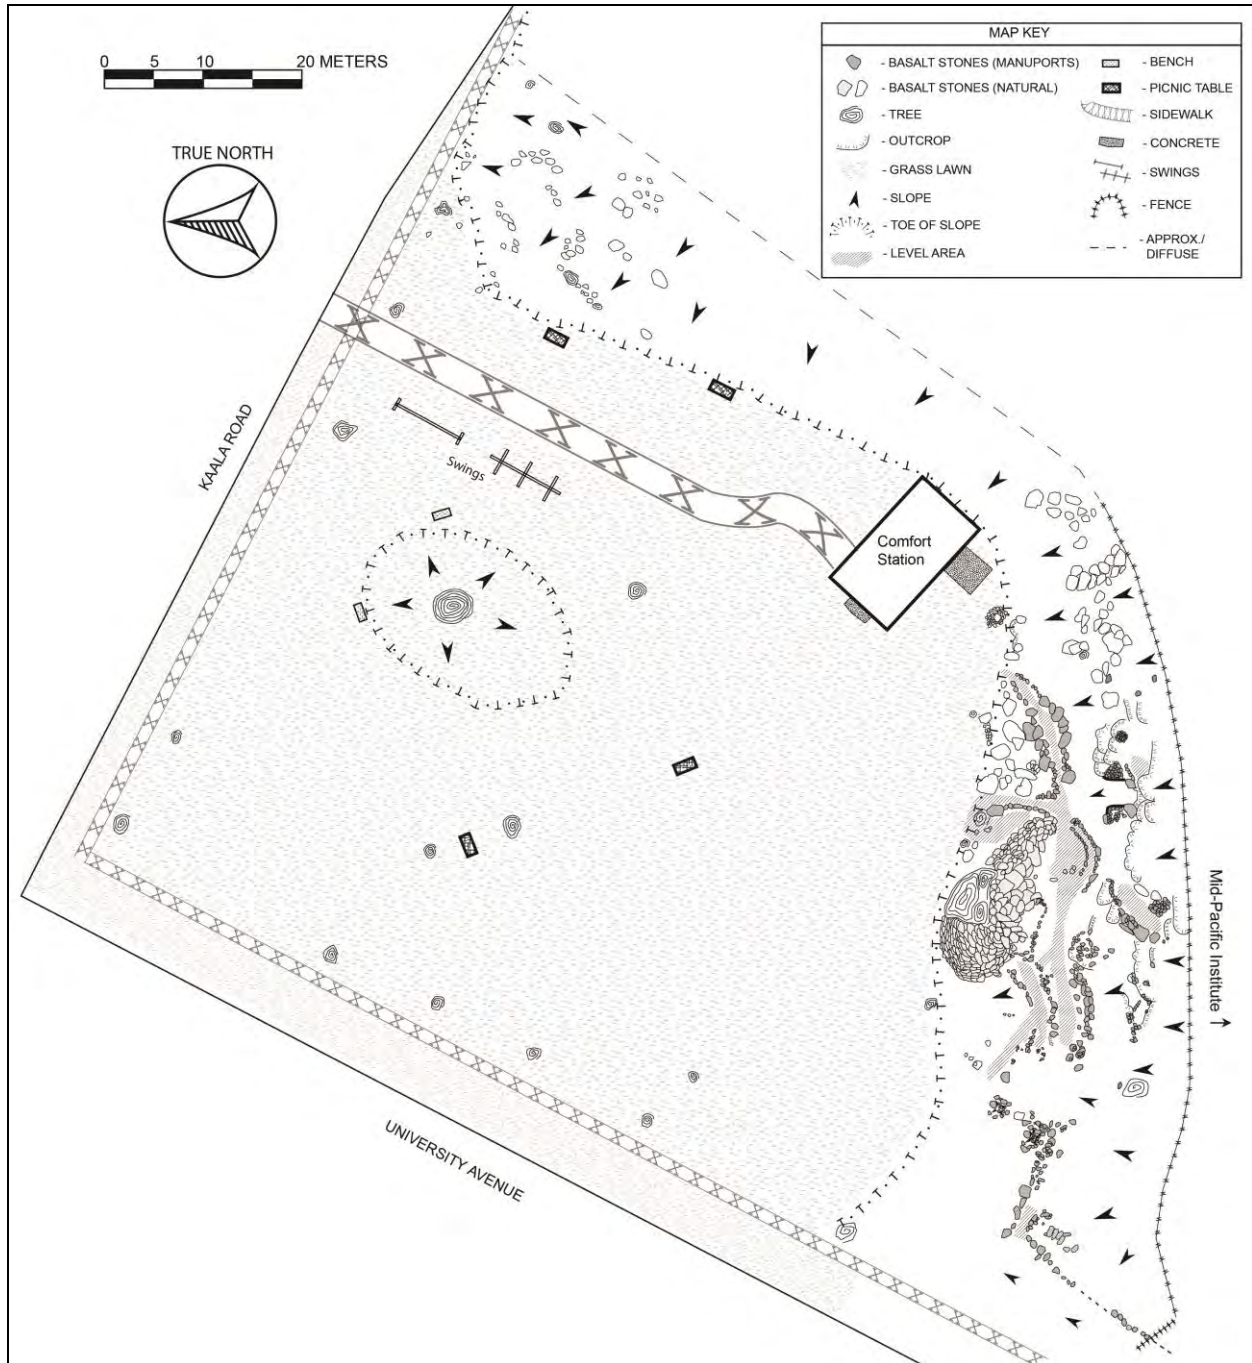 0 5 10 20 METERS
TRUE NORTH
MAP KEY
- BASALT STONES (MANUPORTS)
- BASALT STONES (NATURAL)
- TREE
- OUTCROP
- GRASS LAWN
- SLOPE
- TOE OF SLOPE
- LEVEL AREA
- BENCH
- PICNIC TABLE
- SIDEWALK
- CONCRETE
- SWINGS
- FENCE
- APPROX./
DIFFUSE
KAALA ROAD
Swings
Comfort
Station
Mid-Pacific Institute
UNIVERSITY AVENUE